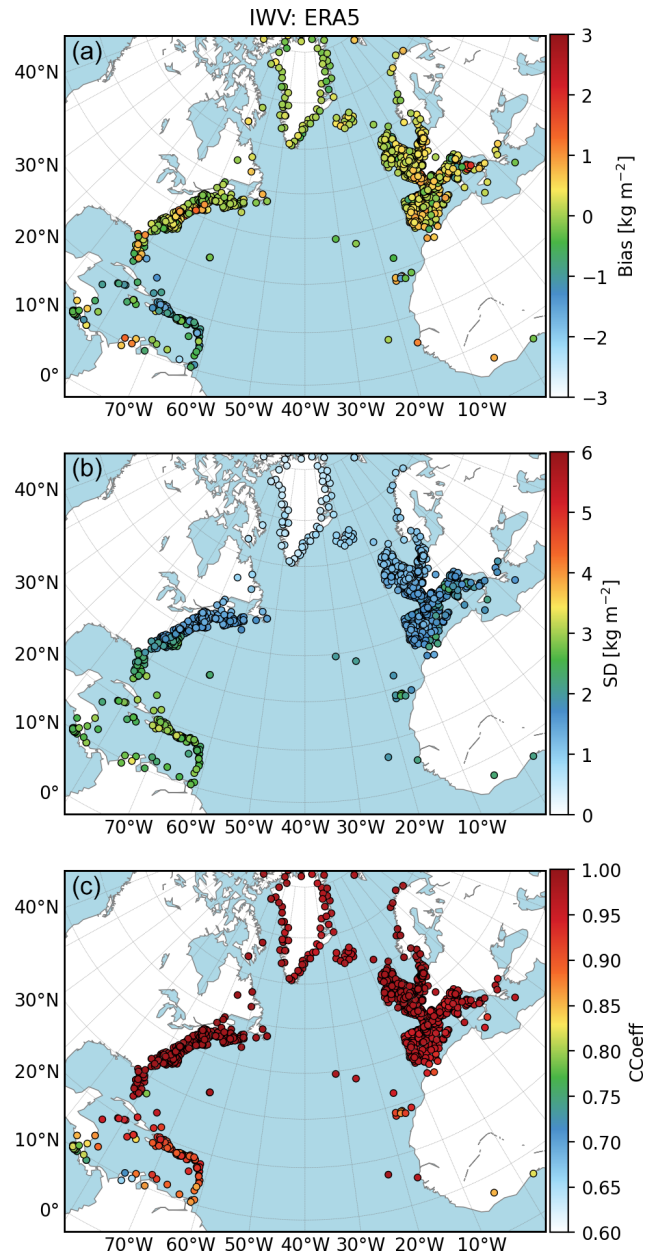 IWV: ERA5
(a)
40°N
30°N
20°N
10°N
0°
70°W 60°W 50°W 40°W 30°W 20°W 10°W
3
2
1
0
−1
−2
−3
Bias [kg m⁻²]
(b)
40°N
30°N
20°N
10°N
0°
70°W 60°W 50°W 40°W 30°W 20°W 10°W
6
5
4
3
2
1
0
SD [kg m⁻²]
(c)
40°N
30°N
20°N
10°N
0°
70°W 60°W 50°W 40°W 30°W 20°W 10°W
1.00
0.95
0.90
0.85
0.80
0.75
0.70
0.65
0.60
CCoeff